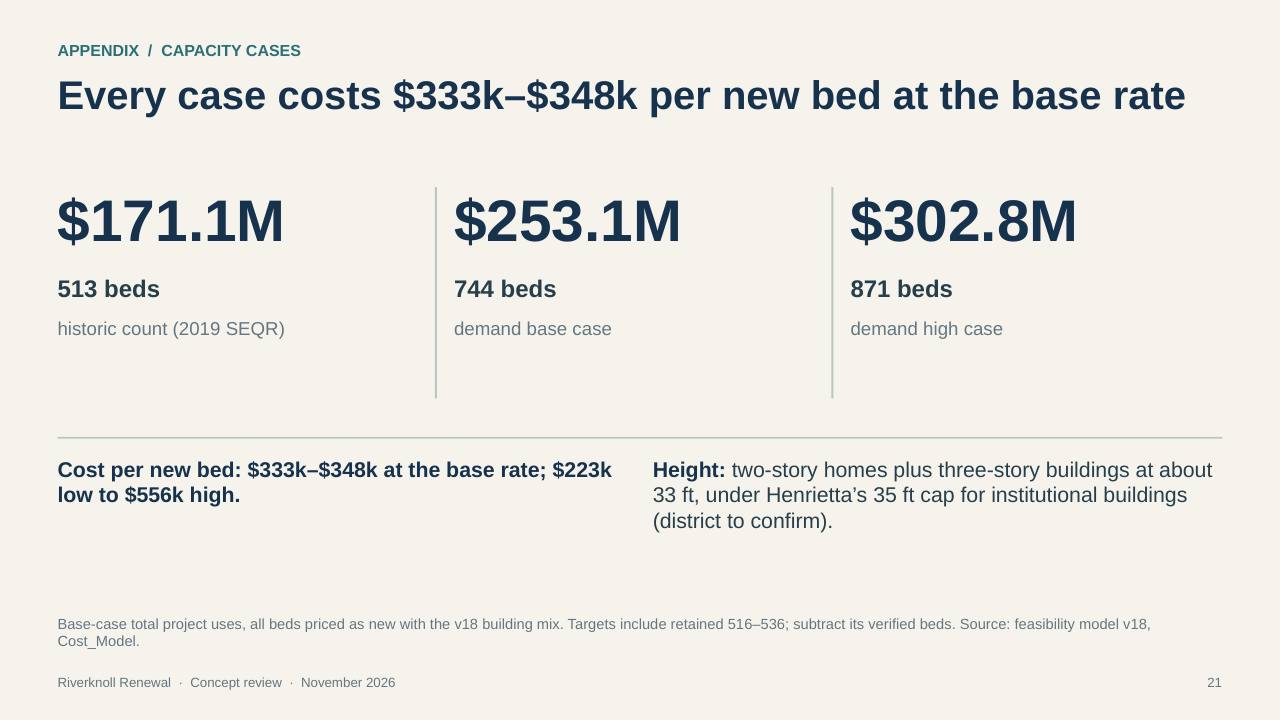 APPENDIX / CAPACITY CASES
Every case costs $333k–$348k per new bed at the base rate
$171.1M
513 beds
historic count (2019 SEQR)
$253.1M
744 beds
demand base case
$302.8M
871 beds
demand high case
Cost per new bed: $333k–$348k at the base rate; $223k
low to $556k high.
Height: two-story homes plus three-story buildings at about
33 ft, under Henrietta’s 35 ft cap for institutional buildings
(district to confirm).
Base-case total project uses, all beds priced as new with the v18 building mix. Targets include retained 516–536; subtract its verified beds. Source: feasibility model v18,
Cost_Model.
Riverknoll Renewal · Concept review · November 2026
21